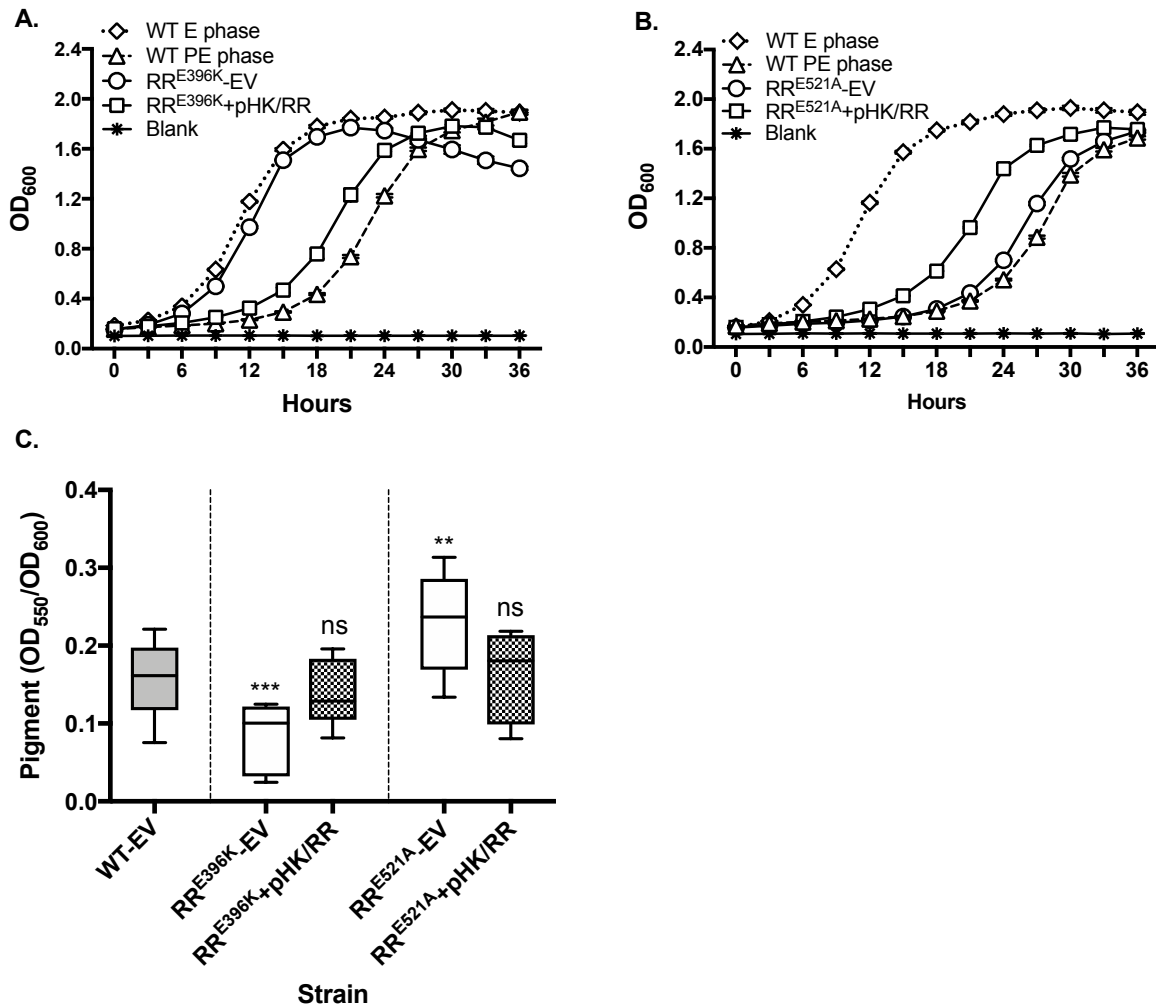 A.
WT E phase
WT PE phase
RR^E396K-EV
RR^E396K+pHK/RR
Blank
2.4
2.0
1.6
1.2
0.8
0.4
0.0
OD600
0 6 12 18 24 30 36
Hours
B.
WT E phase
WT PE phase
RR^E521A-EV
RR^E521A+pHK/RR
Blank
2.4
2.0
1.6
1.2
0.8
0.4
0.0
OD600
0 6 12 18 24 30 36
Hours
C.
0.4
0.3
0.2
0.1
0.0
Pigment (OD550/OD600)
***
ns
**
ns
WT-EV
RR^E396K-EV
RR^E396K+pHK/RR
RR^E521A-EV
RR^E521A+pHK/RR
Strain